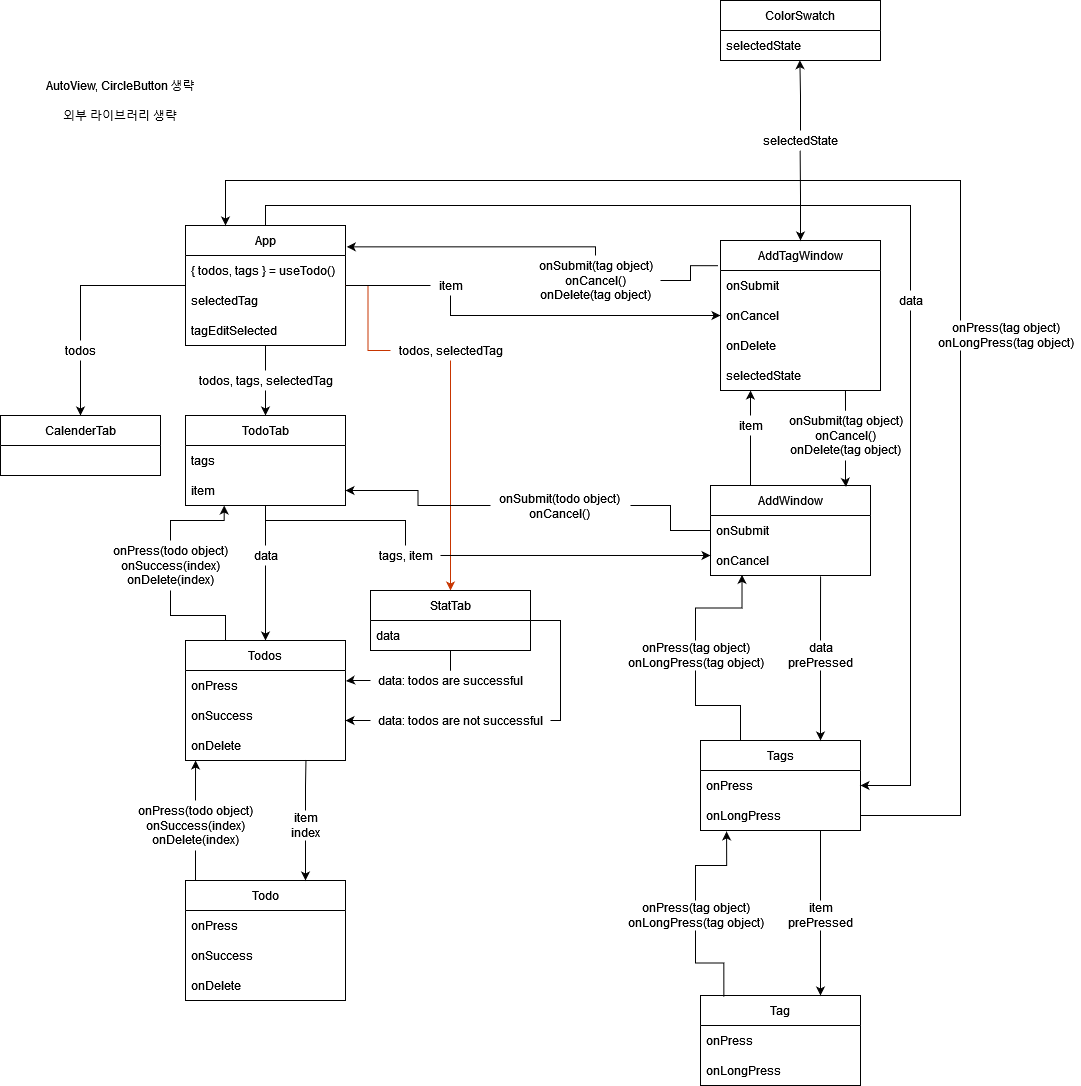 ColorSwatch
selectedState
AutoView, CircleButton 생략
외부 라이브러리 생략
selectedState
App
{ todos, tags } = useTodo()
selectedTag
tagEditSelected
onSubmit(tag object)
onCancel()
onDelete(tag object)
item
AddTagWindow
onSubmit
onCancel
onDelete
selectedState
data
onPress(tag object)
onLongPress(tag object)
todos
todos, selectedTag
todos, tags, selectedTag
CalenderTab
TodoTab
tags
item
item
onSubmit(tag object)
onCancel()
onDelete(tag object)
onSubmit(todo object)
onCancel()
AddWindow
onSubmit
onCancel
onPress(todo object)
onSuccess(index)
onDelete(index)
data
tags, item
StatTab
data
onPress(tag object)
onLongPress(tag object)
data
prePressed
Todos
onPress
onSuccess
onDelete
data: todos are successful
data: todos are not successful
Tags
onPress
onLongPress
onPress(todo object)
onSuccess(index)
onDelete(index)
item
index
Todo
onPress
onSuccess
onDelete
onPress(tag object)
onLongPress(tag object)
item
prePressed
Tag
onPress
onLongPress